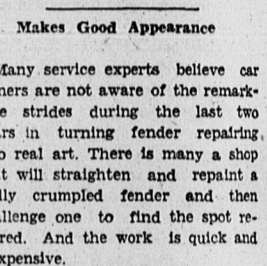 Makes Good Appearance
Many service experts believe car
ners are not aware of the remark-
e strides during the last two
rs in turning fender repairing
o real art. There is many a shop
t will straighten and repaint a
lly crumpled fender and then
allenge one to find the spot re-
red. And the work is quick and
xpensive.